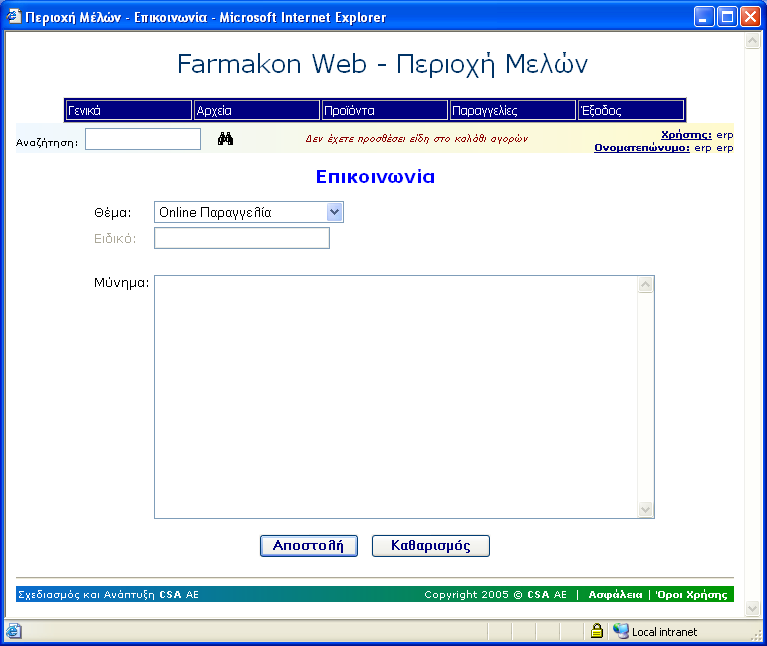 Περιοχή Μέλών - Επικοινωνία - Microsoft Internet Explorer
Farmakon Web - Περιοχή Μελών
Γενικά Αρχεία Προϊόντα Παραγγελίες Έξοδος
Αναζήτηση: Δεν έχετε προσθέσει είδη στο καλάθι αγορών Χρήστης: erp
Ονοματεπώνυμο: erp erp
Επικοινωνία
Θέμα: Online Παραγγελία
Ειδικό:
Μύνημα:
Αποστολή Καθαρισμός
Σχεδιασμός και Ανάπτυξη CSA AE Copyright 2005 © CSA AE | Ασφάλεια | Όροι Χρήσης
Local intranet